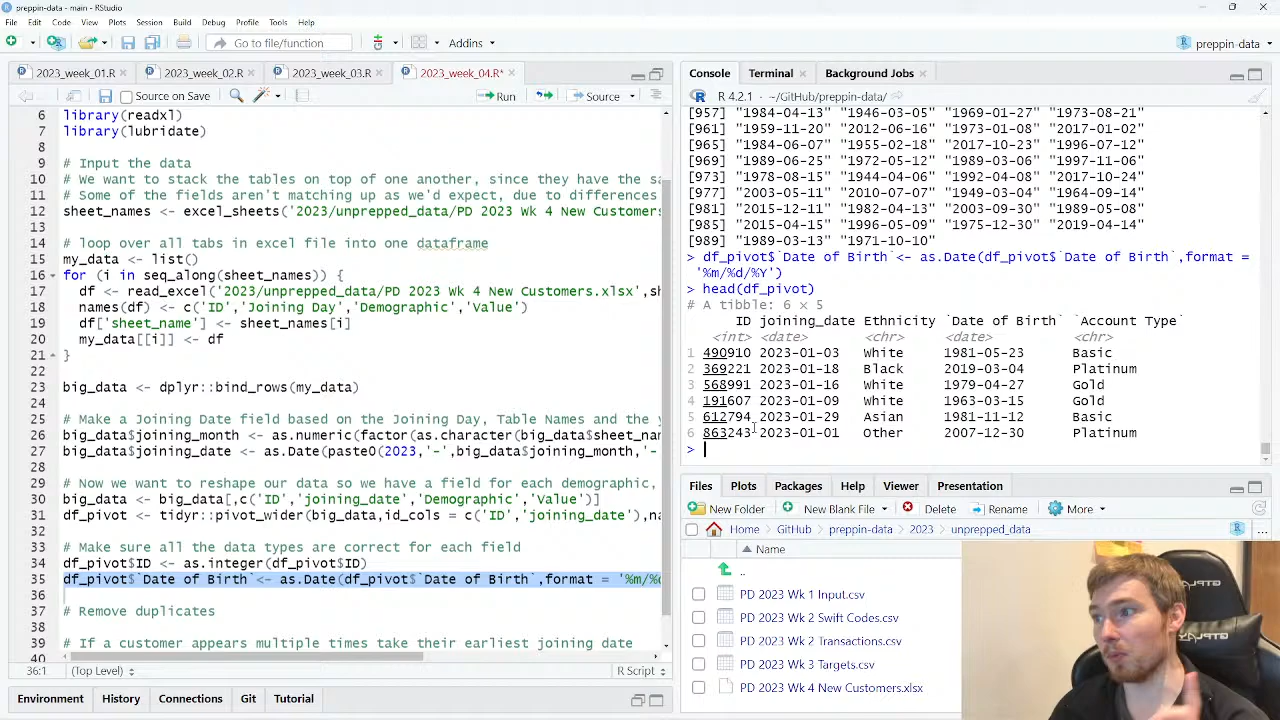 preppin-data - main - RStudio
File Edit Code View Plots Session Build Debug Profile Tools Help
Go to file/function Addins preppin-data
2023_week_01.R 2023_week_02.R 2023_week_03.R 2023_week_04.R*
Source on Save Run Source
6 library(readxl)
7 library(lubridate)
8
9 # Input the data
10 # We want to stack the tables on top of one another, since they have the sa
11 # Some of the fields aren't matching up as we'd expect, due to differences
12 sheet_names <- excel_sheets('2023/unprepped_data/PD 2023 Wk 4 New Customers
13
14 # loop over all tabs in excel file into one dataframe
15 my_data <- list()
16 for (i in seq_along(sheet_names)) {
17 df <- read_excel('2023/unprepped_data/PD 2023 Wk 4 New Customers.xlsx',sh
18 names(df) <- c('ID','Joining Day','Demographic','Value')
19 df['sheet_name'] <- sheet_names[i]
20 my_data[[i]] <- df
21 }
22
23 big_data <- dplyr::bind_rows(my_data)
24
25 # Make a Joining Date field based on the Joining Day, Table Names and the y
26 big_data$joining_month <- as.numeric(factor(as.character(big_data$sheet_nam
27 big_data$joining_date <- as.Date(paste0(2023,'-',big_data$joining_month,'-
28
29 # Now we want to reshape our data so we have a field for each demographic,
30 big_data <- big_data[,c('ID','joining_date','Demographic','Value')]
31 df_pivot <- tidyr::pivot_wider(big_data,id_cols = c('ID','joining_date'),na
32
33 # Make sure all the data types are correct for each field
34 df_pivot$ID <- as.integer(df_pivot$ID)
35 df_pivot$`Date of Birth`<- as.Date(df_pivot$`Date of Birth`,format = '%m/%d
36
37 # Remove duplicates
38
39 # If a customer appears multiple times take their earliest joining date
40
36:1 (Top Level) R Script
Environment History Connections Git Tutorial
Console Terminal Background Jobs
R 4.2.1 · ~/GitHub/preppin-data/
[957] "1984-04-13" "1946-03-05" "1969-01-27" "1973-08-21"
[961] "1959-11-20" "2012-06-16" "1973-01-08" "2017-01-02"
[965] "1984-06-07" "1955-02-18" "2017-10-23" "1996-07-12"
[969] "1989-06-25" "1972-05-12" "1989-03-06" "1997-11-06"
[973] "1978-08-15" "1944-04-06" "1992-04-08" "2017-10-24"
[977] "2003-05-11" "2010-07-07" "1949-03-04" "1964-09-14"
[981] "2015-12-11" "1982-04-13" "2003-09-30" "1989-05-08"
[985] "2015-04-15" "1996-05-09" "1975-12-30" "2019-04-14"
[989] "1989-03-13" "1971-10-10"
> df_pivot$`Date of Birth`<- as.Date(df_pivot$`Date of Birth`,format =
'%m/%d/%Y')
> head(df_pivot)
# A tibble: 6 × 5
ID joining_date Ethnicity `Date of Birth` `Account Type`
<int> <date> <chr> <date> <chr>
1 490910 2023-01-03 White 1981-05-23 Basic
2 369221 2023-01-18 Black 2019-03-04 Platinum
3 568991 2023-01-16 White 1979-04-27 Gold
4 191607 2023-01-09 White 1963-03-15 Gold
5 612794 2023-01-29 Asian 1981-11-12 Basic
6 863243 2023-01-01 Other 2007-12-30 Platinum
>
Files Plots Packages Help Viewer Presentation
New Folder New Blank File Delete Rename More
Home GitHub preppin-data 2023 unprepped_data
Name
..
PD 2023 Wk 1 Input.csv
PD 2023 Wk 2 Swift Codes.csv
PD 2023 Wk 2 Transactions.csv
PD 2023 Wk 3 Targets.csv
PD 2023 Wk 4 New Customers.xlsx
GTPLAYER